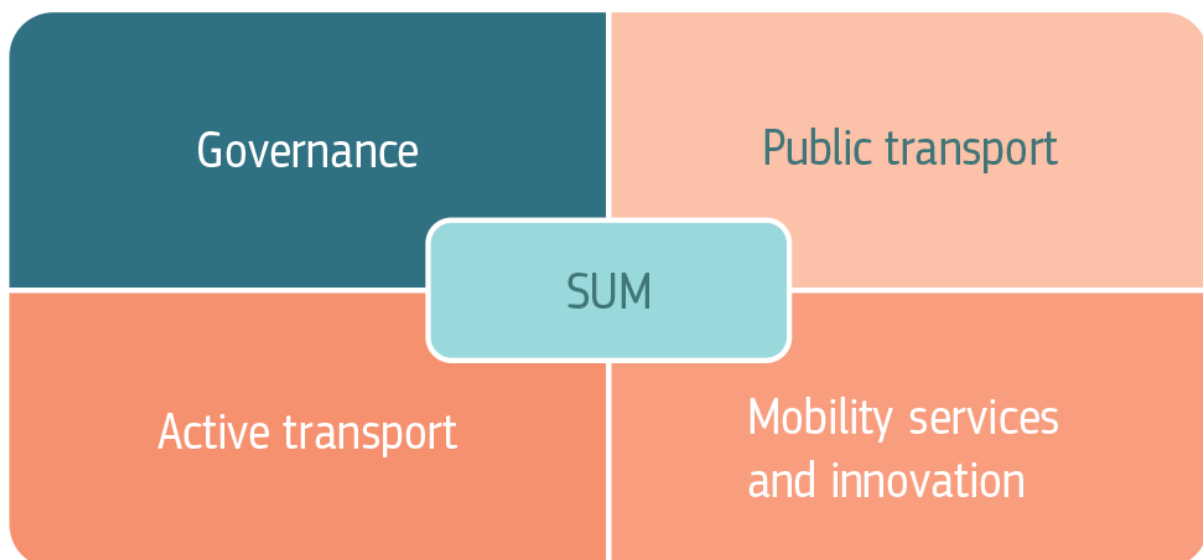 Governance
Public transport
SUM
Active transport
Mobility services
and innovation